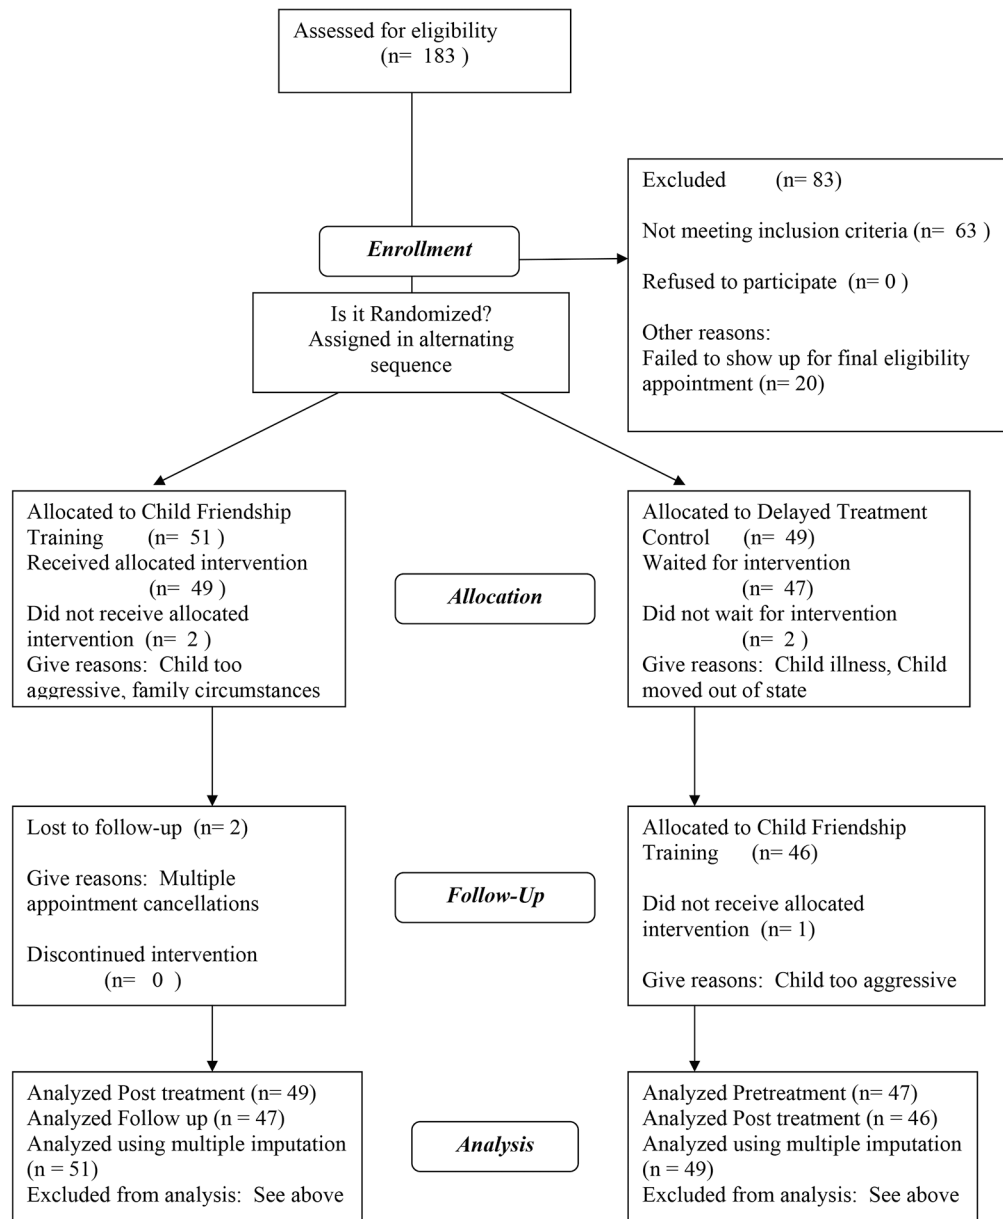 Assessed for eligibility
(n=  183 )
Excluded        (n= 83)
Not meeting inclusion criteria (n=  63 )
Refused to participate  (n= 0 )
Other reasons:
Failed to show up for final eligibility
appointment (n= 20)
Enrollment
Is it Randomized?
Assigned in alternating
sequence
Allocated to Child Friendship
Training        (n=  51 )
Received allocated intervention
(n=  49 )
Did not receive allocated
intervention  (n=  2 )
Give reasons:  Child too
aggressive, family circumstances
Allocation
Allocated to Delayed Treatment
Control     (n=  49)
Waited for intervention
(n=  47)
Did not wait for intervention
(n=  2 )
Give reasons:  Child illness, Child
moved out of state
Lost to follow-up  (n= 2)
Give reasons:  Multiple
appointment cancellations
Discontinued intervention
(n=   0  )
Follow-Up
Allocated to Child Friendship
Training      (n= 46)
Did not receive allocated
intervention  (n= 1)
Give reasons:  Child too aggressive
Analyzed Post treatment (n= 49)
Analyzed Follow up (n = 47)
Analyzed using multiple imputation
(n = 51)
Excluded from analysis:  See above
Analysis
Analyzed Pretreatment (n= 47)
Analyzed Post treatment (n = 46)
Analyzed using multiple imputation
(n = 49)
Excluded from analysis:  See above